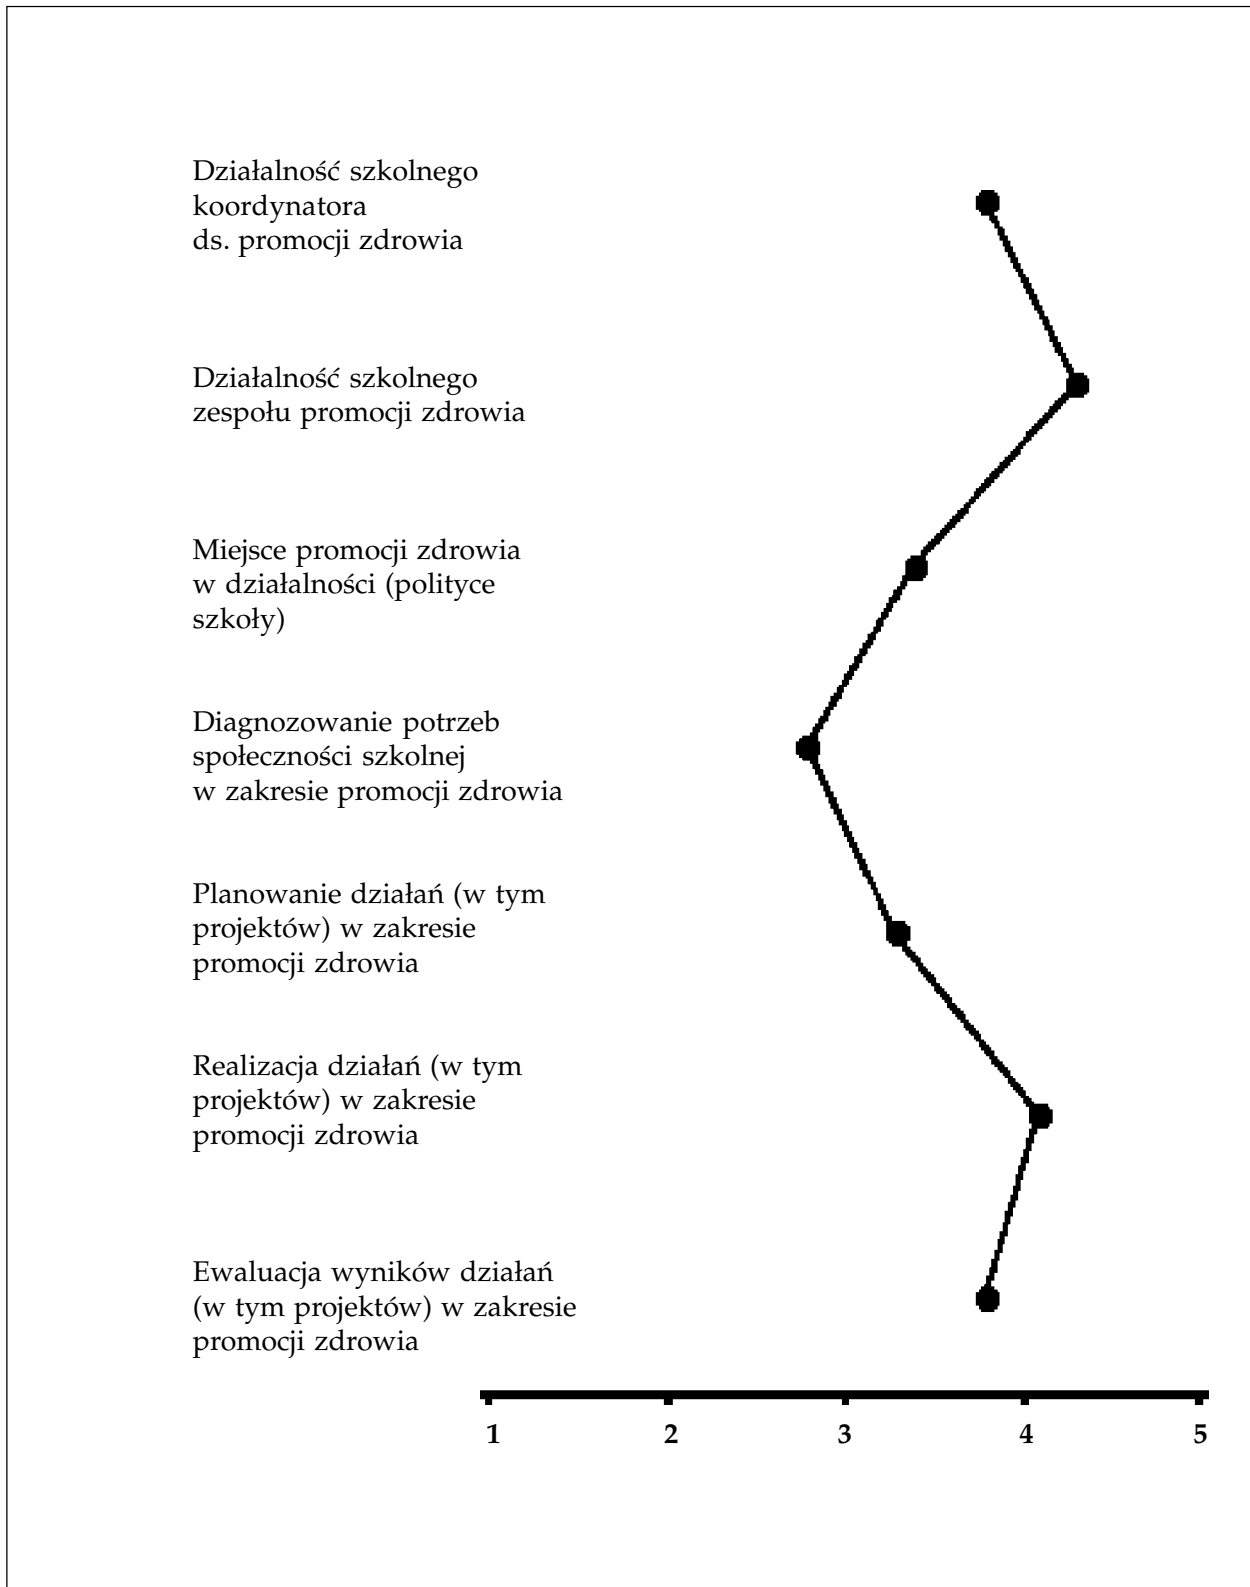 Działalność szkolnego
koordynatora
ds. promocji zdrowia
Działalność szkolnego
zespołu promocji zdrowia
Miejsce promocji zdrowia
w działalności (polityce
szkoły)
Diagnozowanie potrzeb
społeczności szkolnej
w zakresie promocji zdrowia
Planowanie działań (w tym
projektów) w zakresie
promocji zdrowia
Realizacja działań (w tym
projektów) w zakresie
promocji zdrowia
Ewaluacja wyników działań
(w tym projektów) w zakresie
promocji zdrowia
1 2 3 4 5